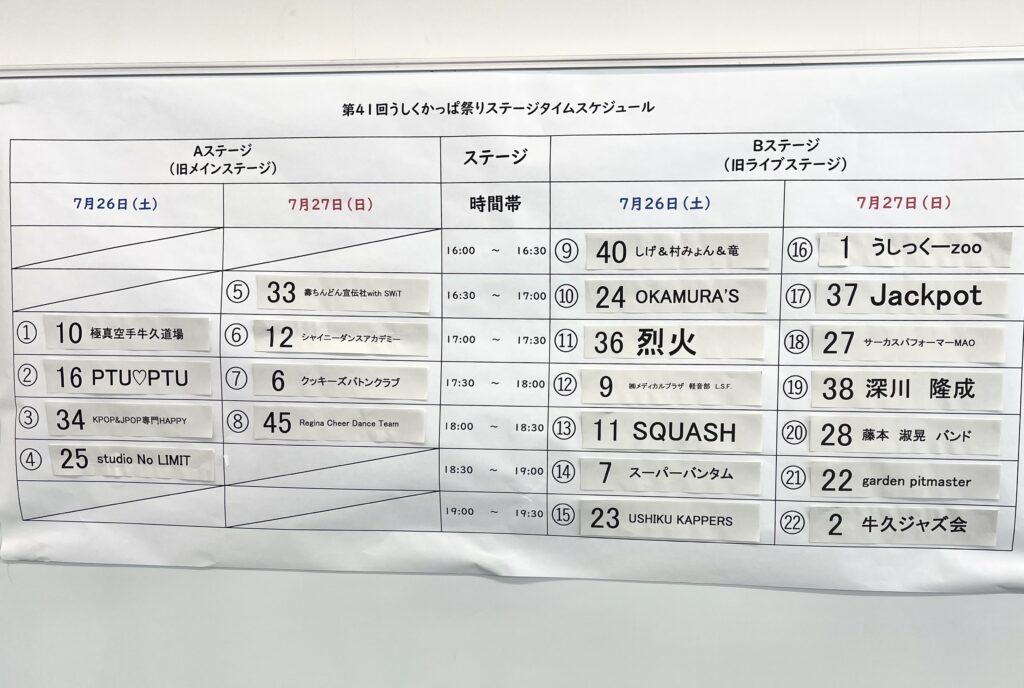 第41回うしくかっぱ祭りステージタイムスケジュール
Aステージ
（旧メインステージ）
ステージ
Bステージ
（旧ライブステージ）
7月26日（土）
7月27日（日）
時間帯
7月26日（土）
7月27日（日）
16:00 ～ 16:30
⑨ 40 しげ＆村みょん＆竜
⑯ 1 うしつくーzoo
⑤ 33 壽ちんどん宣伝社with SWiT
16:30 ～ 17:00
⑩ 24 OKAMURA'S
⑰ 37 Jackpot
① 10 極真空手牛久道場
⑥ 12 シャイニーダンスアカデミー
17:00 ～ 17:30
⑪ 36 烈火
⑱ 27 サーカスパフォーマーMAO
② 16 PTU♡PTU
⑦ 6 クッキーズバトンクラブ
17:30 ～ 18:00
⑫ 9 ㈱メディカルプラザ 軽音部 L.S.F.
⑲ 38 深川 隆成
③ 34 KPOP&JPOP専門HAPPY
⑧ 45 Regina Cheer Dance Team
18:00 ～ 18:30
⑬ 11 SQUASH
⑳ 28 藤本 淑晃 バンド
④ 25 studio No LIMIT
18:30 ～ 19:00
⑭ 7 スーパーバンタム
㉑ 22 garden pitmaster
19:00 ～ 19:30
⑮ 23 USHIKU KAPPERS
㉒ 2 牛久ジャズ会